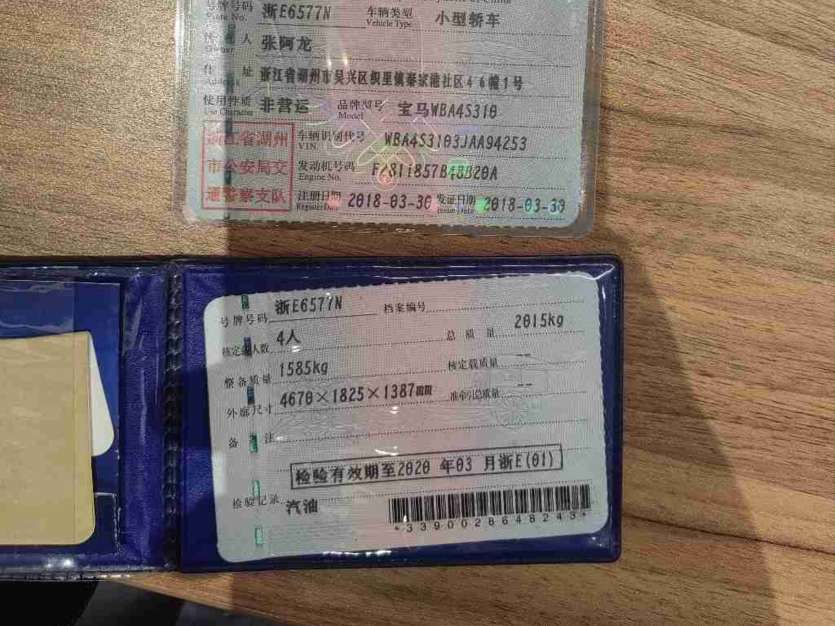 号牌号码 浙E6577N 车辆类型 小型轿车
Plate No. Vehicle Type
人 张阿龙
Owner
住 址 浙江省湖州市吴兴区织里镇秦家港社区46幢1号
使用性质 非营运 品牌型号 宝马WBA4S310
Use Character Model
浙江省湖州 车辆识别代号 WBA4S3103JAA94253
VIN
市公安局交 发动机号码
Engine No.
通警察支队 注册日期 2018-03-30 发证日期 2018-03-30
Register Date Issue Date
号牌号码 浙E6577N 档案编号
核定载人数 4人 总质量 2015kg
整备质量 1585kg 核定载质量 --
外廓尺寸 4670×1825×1387mm 准牵引总质量 --
备 注
检验有效期至2020 年03 月浙E(01)
检验记录 汽油
*3390028648243*